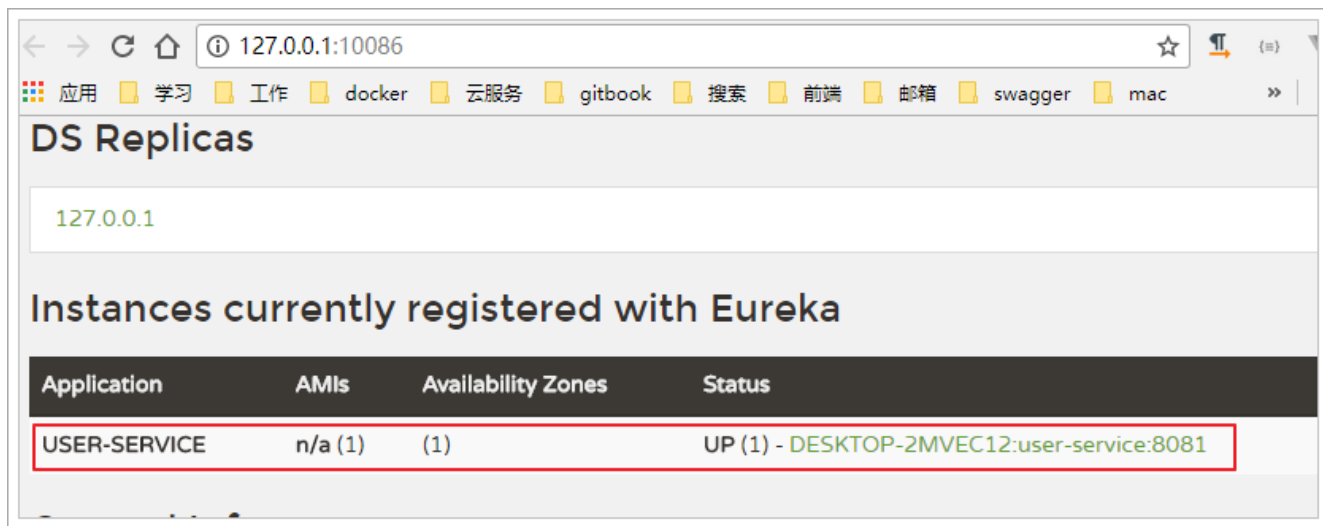 127.0.0.1:10086
应用 学习 工作 docker 云服务 gitbook 搜索 前端 邮箱 swagger mac »
DS Replicas
127.0.0.1
Instances currently registered with Eureka
Application AMIs Availability Zones Status
USER-SERVICE n/a (1) (1) UP (1) - DESKTOP-2MVEC12:user-service:8081